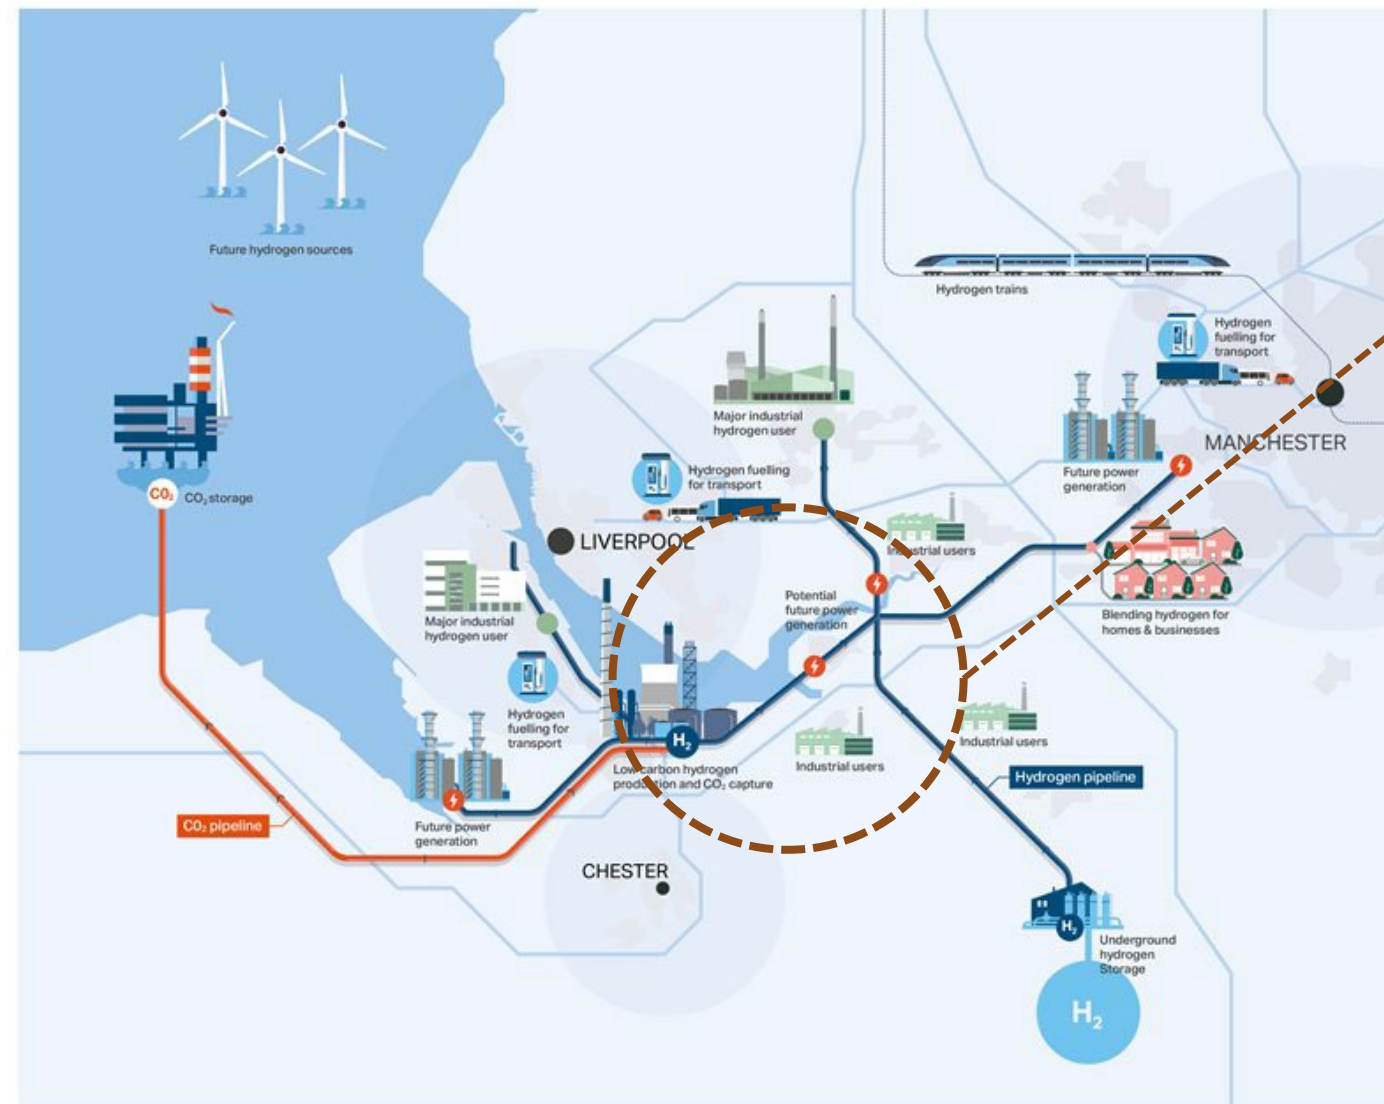 Future hydrogen sources
Hydrogen trains
Hydrogen
fuelling for
transport
Major industrial
hydrogen user
MANCHESTER
Hydrogen fuelling
for transport
Future power
generation
CO₂
CO₂ storage
LIVERPOOL
Industrial users
Potential
future power
generation
Major industrial
hydrogen user
Blending hydrogen for
homes & businesses
Hydrogen
fuelling for
transport
H₂
Industrial users
Industrial users
Low carbon hydrogen
production and CO₂ capture
Hydrogen pipeline
CO₂ pipeline
Future power
generation
CHESTER
H₂
Underground
hydrogen
Storage
H₂